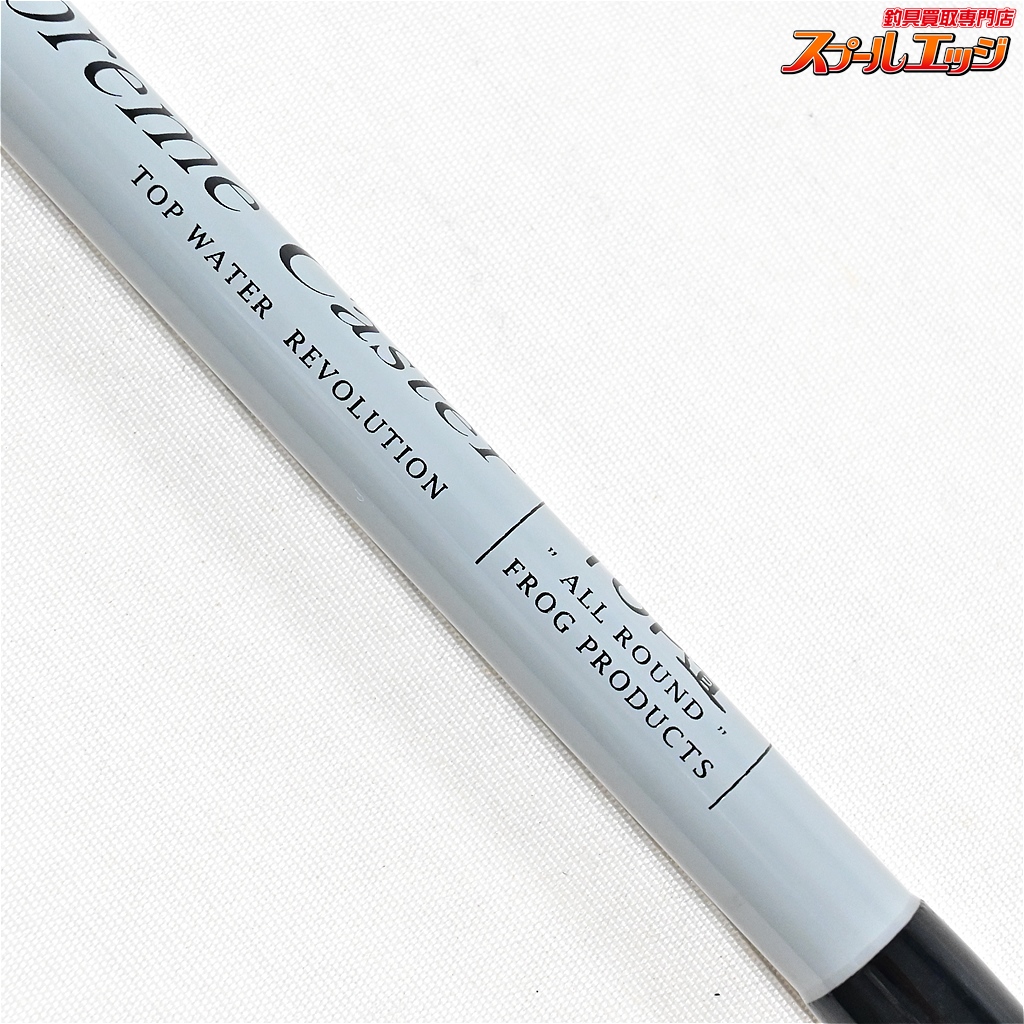 釣具買取専門店
スプールエッジ
Caster
TOP WATER REVOLUTION
" ALL ROUND "
FROG PRODUCTS